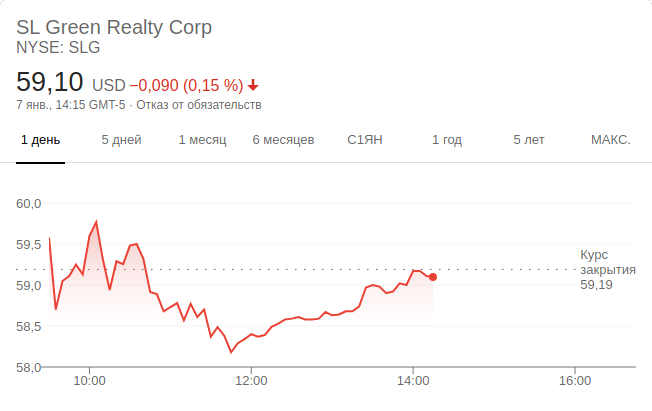 SL Green Realty Corp
NYSE: SLG
59,10 USD −0,090 (0,15 %)
7 янв., 14:15 GMT-5 · Отказ от обязательств
1 день 5 дней 1 месяц 6 месяцев С1ЯН 1 год 5 лет МАКС.
60,0
59,5
59,0
58,5
58,0
Курс
закрытия
59,19
10:00 12:00 14:00 16:00